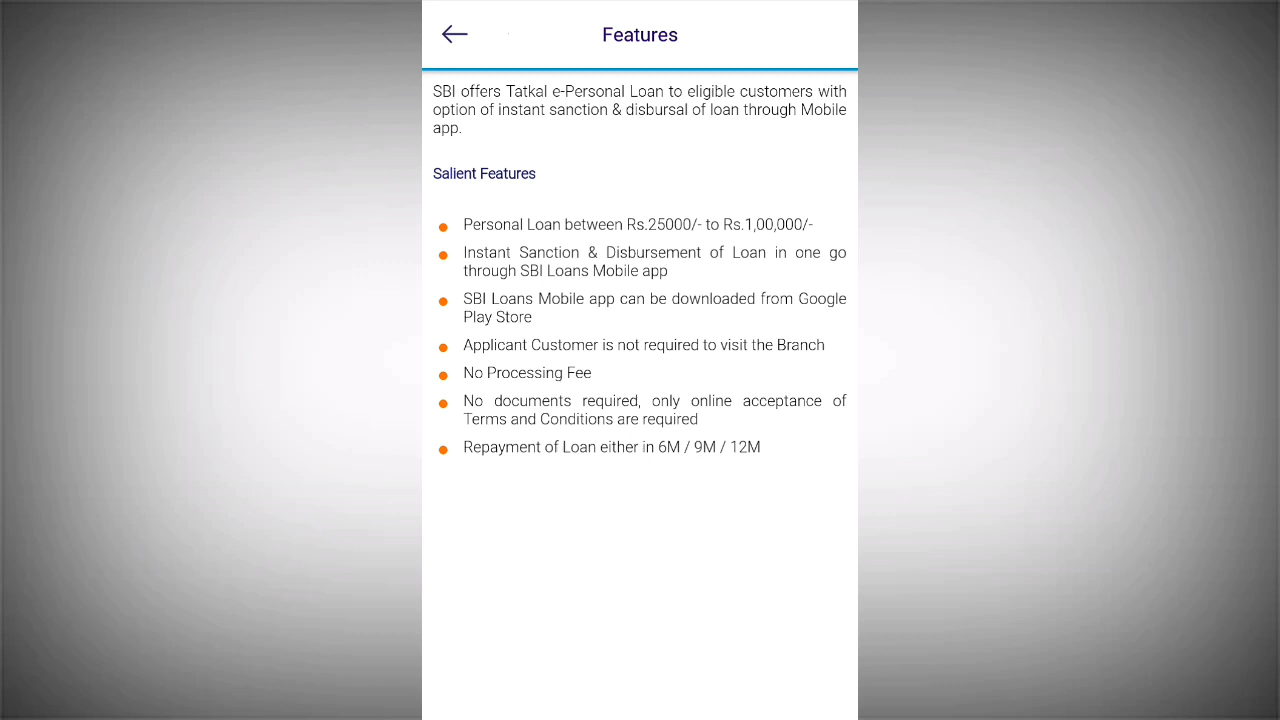 Features
SBI offers Tatkal e-Personal Loan to eligible customers with
option of instant sanction & disbursal of loan through Mobile
app.
Salient Features
Personal Loan between Rs.25000/- to Rs.1,00,000/-
Instant Sanction & Disbursement of Loan in one go
through SBI Loans Mobile app
SBI Loans Mobile app can be downloaded from Google
Play Store
Applicant Customer is not required to visit the Branch
No Processing Fee
No documents required, only online acceptance of
Terms and Conditions are required
Repayment of Loan either in 6M / 9M / 12M